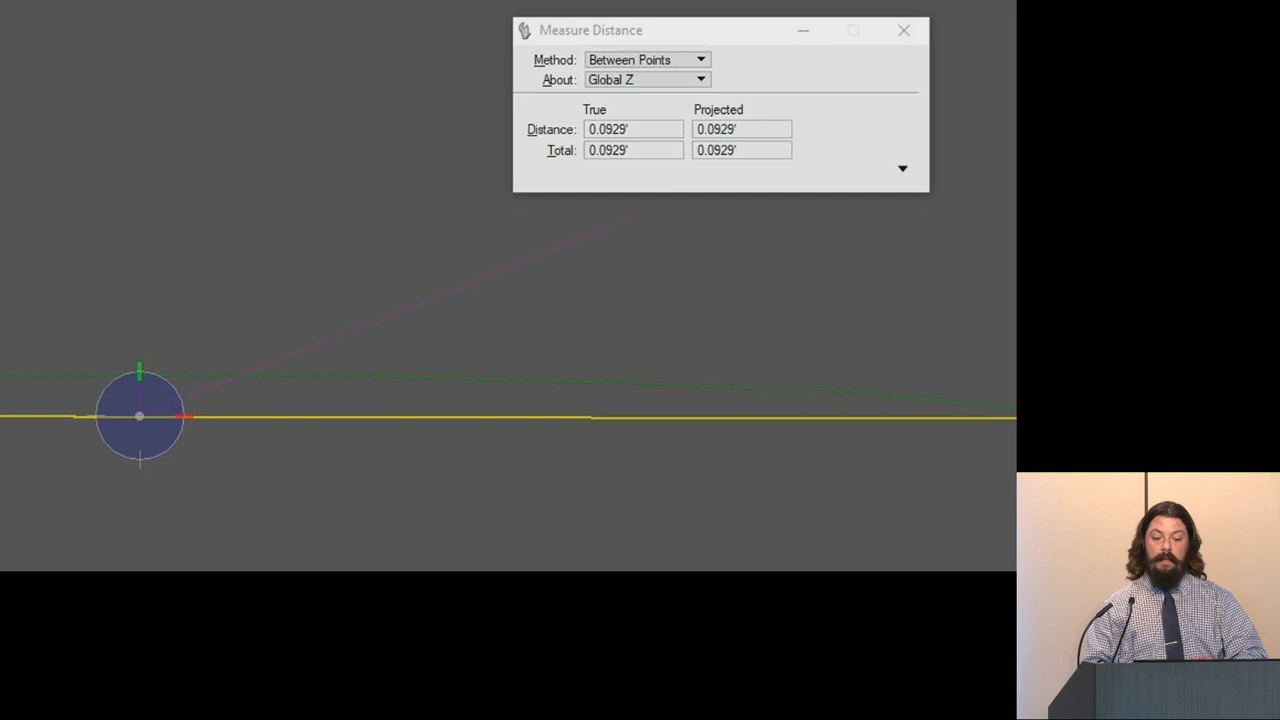 Measure Distance
Method: Between Points
About: Global Z
True Projected
Distance: 0.0929' 0.0929'
Total: 0.0929' 0.0929'